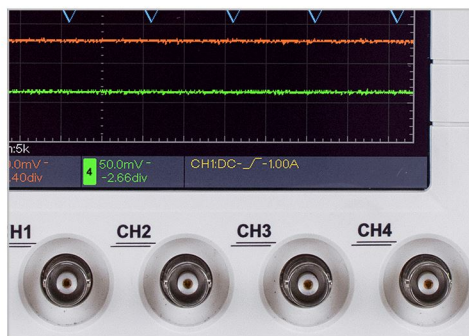 n:5k
0.0mV -
.40div
4
50.0mV -
-2.66div
CH1:DC- -1.00A
H1
CH2
CH3
CH4